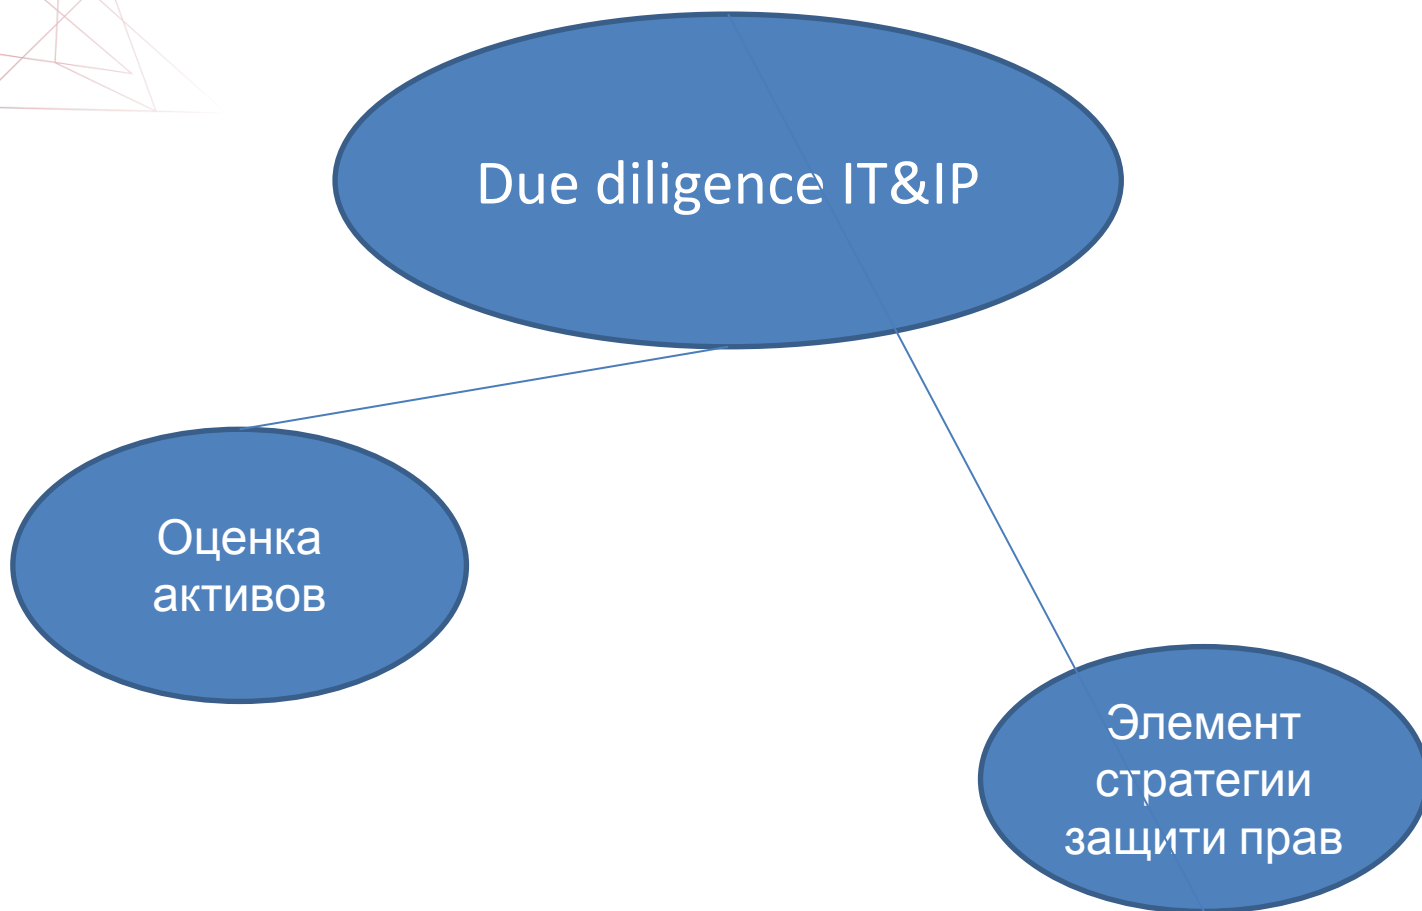 Due diligence IT&IP
Оценка
активов
Элемент
стратегии
защити прав